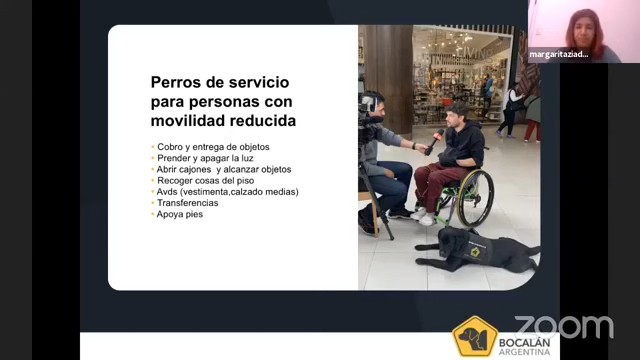 margaritaziad...
Perros de servicio
para personas con
movilidad reducida
Cobro y entrega de objetos
Prender y apagar la luz
Abrir cajones y alcanzar objetos
Recoger cosas del piso
Avds (vestimenta,calzado medias)
Transferencias
Apoya pies
LIVING
BOCALÁN
ARGENTINA
zoom